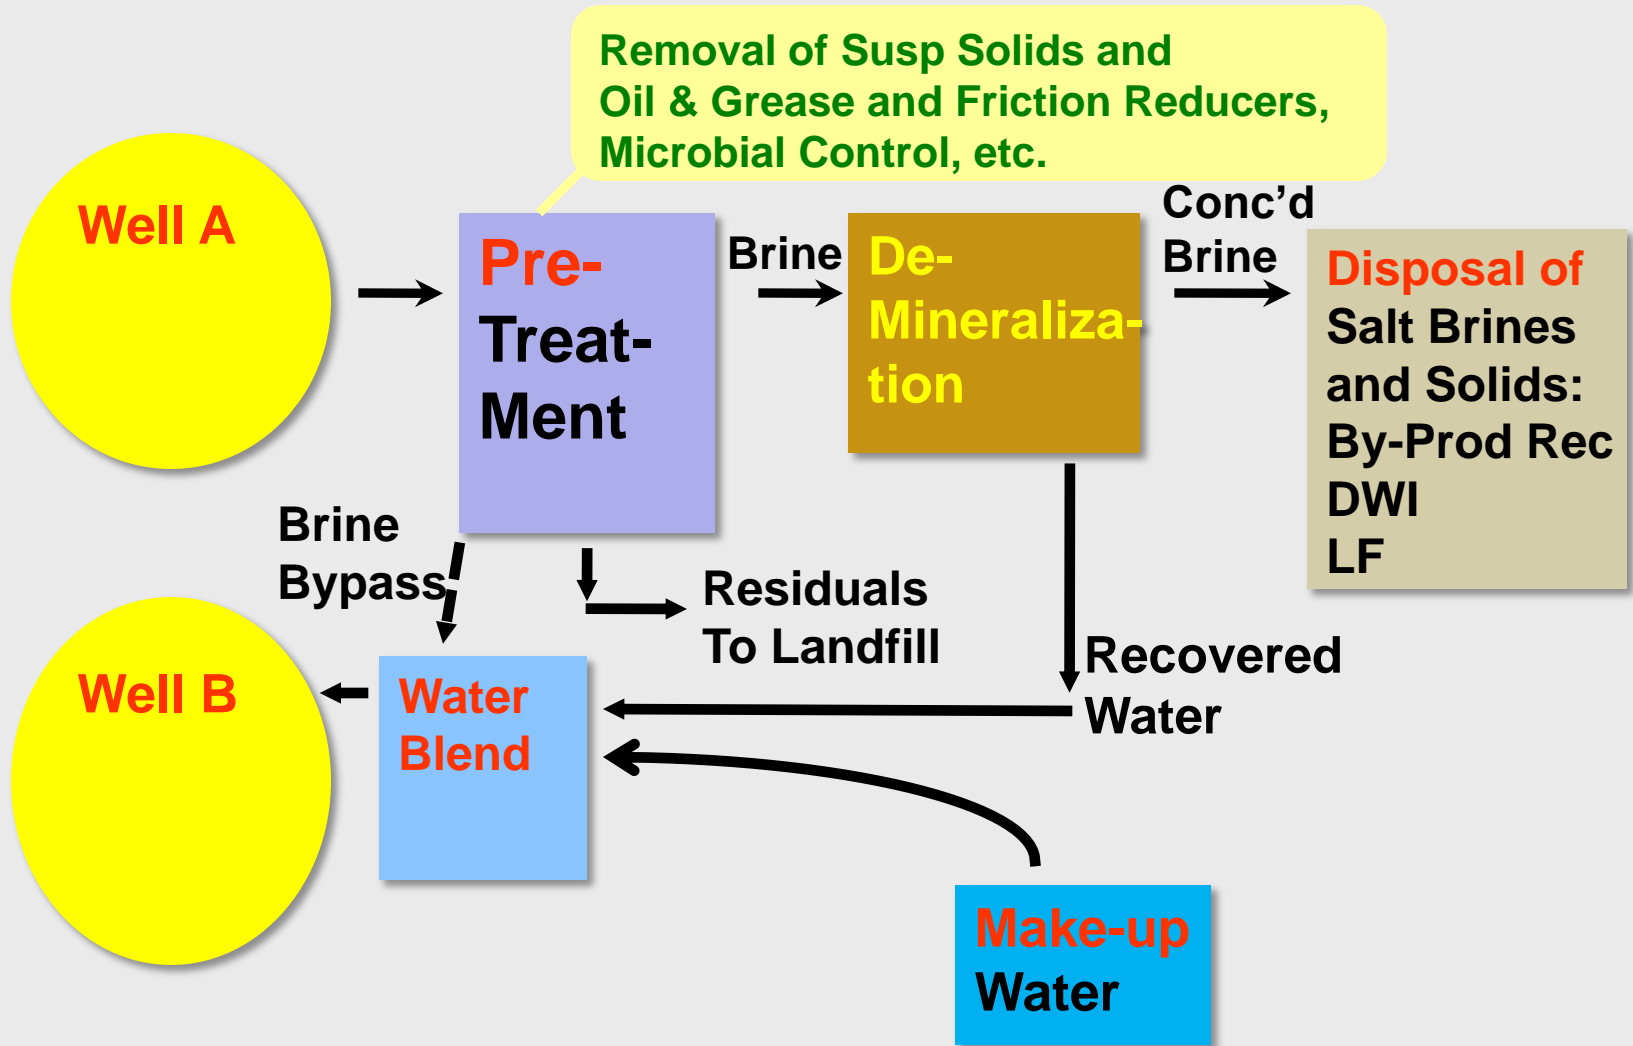 Removal of Susp Solids and
Oil & Grease and Friction Reducers,
Microbial Control, etc.
Well A
Pre-
Treat-
Ment
Brine
De-
Mineraliza-
tion
Conc’d
Brine
Disposal of
Salt Brines
and Solids:
By-Prod Rec
DWI
LF
Brine
Bypass
Residuals
To Landfill
Recovered
Water
Well B
Water
Blend
Make-up
Water